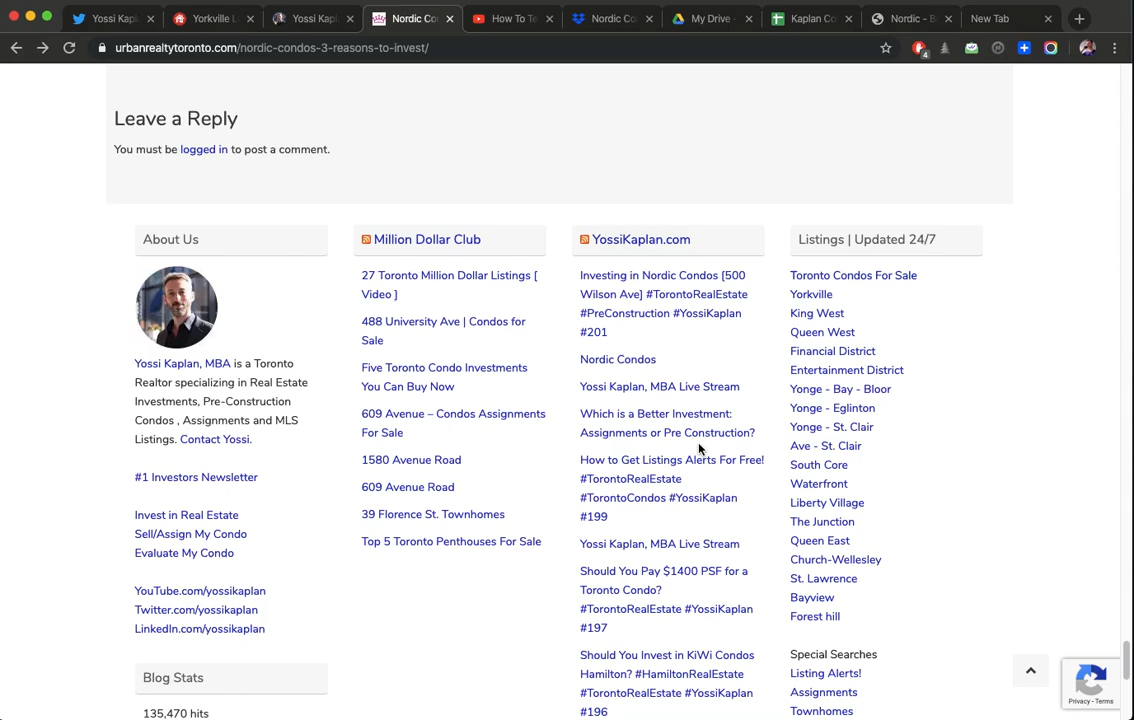 Yossi Kapl
Yorkville L
Yossi Kapl
Nordic Co
How To Te
Nordic Co
My Drive -
Kaplan Co
Nordic - B
New Tab
urbanrealtytoronto.com/nordic-condos-3-reasons-to-invest/
4
Leave a Reply
You must be logged in to post a comment.
About Us
Yossi Kaplan, MBA is a Toronto
Realtor specializing in Real Estate
Investments, Pre-Construction
Condos , Assignments and MLS
Listings. Contact Yossi.
#1 Investors Newsletter
Invest in Real Estate
Sell/Assign My Condo
Evaluate My Condo
YouTube.com/yossikaplan
Twitter.com/yossikaplan
LinkedIn.com/yossikaplan
Blog Stats
135,470 hits
Million Dollar Club
27 Toronto Million Dollar Listings [
Video ]
488 University Ave | Condos for
Sale
Five Toronto Condo Investments
You Can Buy Now
609 Avenue – Condos Assignments
For Sale
1580 Avenue Road
609 Avenue Road
39 Florence St. Townhomes
Top 5 Toronto Penthouses For Sale
YossiKaplan.com
Investing in Nordic Condos [500
Wilson Ave] #TorontoRealEstate
#PreConstruction #YossiKaplan
#201
Nordic Condos
Yossi Kaplan, MBA Live Stream
Which is a Better Investment:
Assignments or Pre Construction?
How to Get Listings Alerts For Free!
#TorontoRealEstate
#TorontoCondos #YossiKaplan
#199
Yossi Kaplan, MBA Live Stream
Should You Pay $1400 PSF for a
Toronto Condo?
#TorontoRealEstate #YossiKaplan
#197
Should You Invest in KiWi Condos
Hamilton? #HamiltonRealEstate
#TorontoRealEstate #YossiKaplan
#196
Listings | Updated 24/7
Toronto Condos For Sale
Yorkville
King West
Queen West
Financial District
Entertainment District
Yonge - Bay - Bloor
Yonge - Eglinton
Yonge - St. Clair
Ave - St. Clair
South Core
Waterfront
Liberty Village
The Junction
Queen East
Church-Wellesley
St. Lawrence
Bayview
Forest hill
Special Searches
Listing Alerts!
Assignments
Townhomes
Privacy - Terms